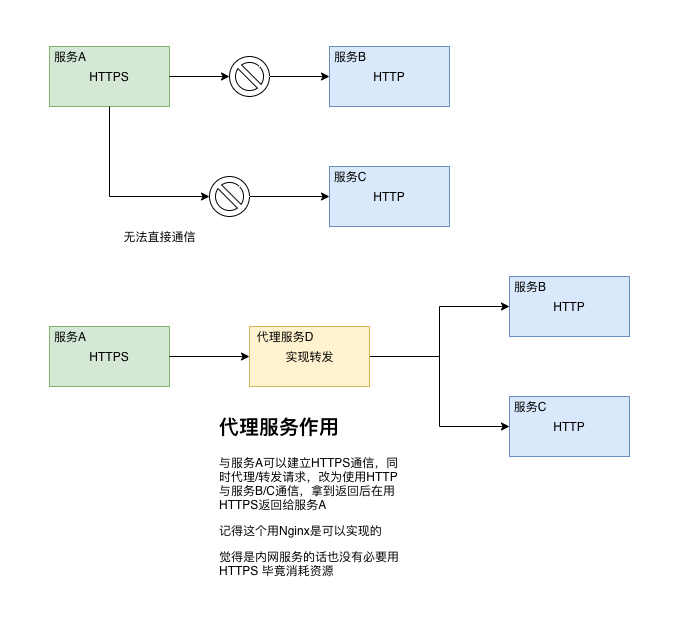 服务A
HTTPS
服务B
HTTP
服务C
HTTP
无法直接通信
服务B
HTTP
服务A
HTTPS
代理服务D
实现转发
服务C
HTTP
代理服务作用
与服务A可以建立HTTPS通信，同
时代理/转发请求，改为使用HTTP
与服务B/C通信，拿到返回后在用
HTTPS返回给服务A
记得这个用Nginx是可以实现的
觉得是内网服务的话也没有必要用
HTTPS 毕竟消耗资源